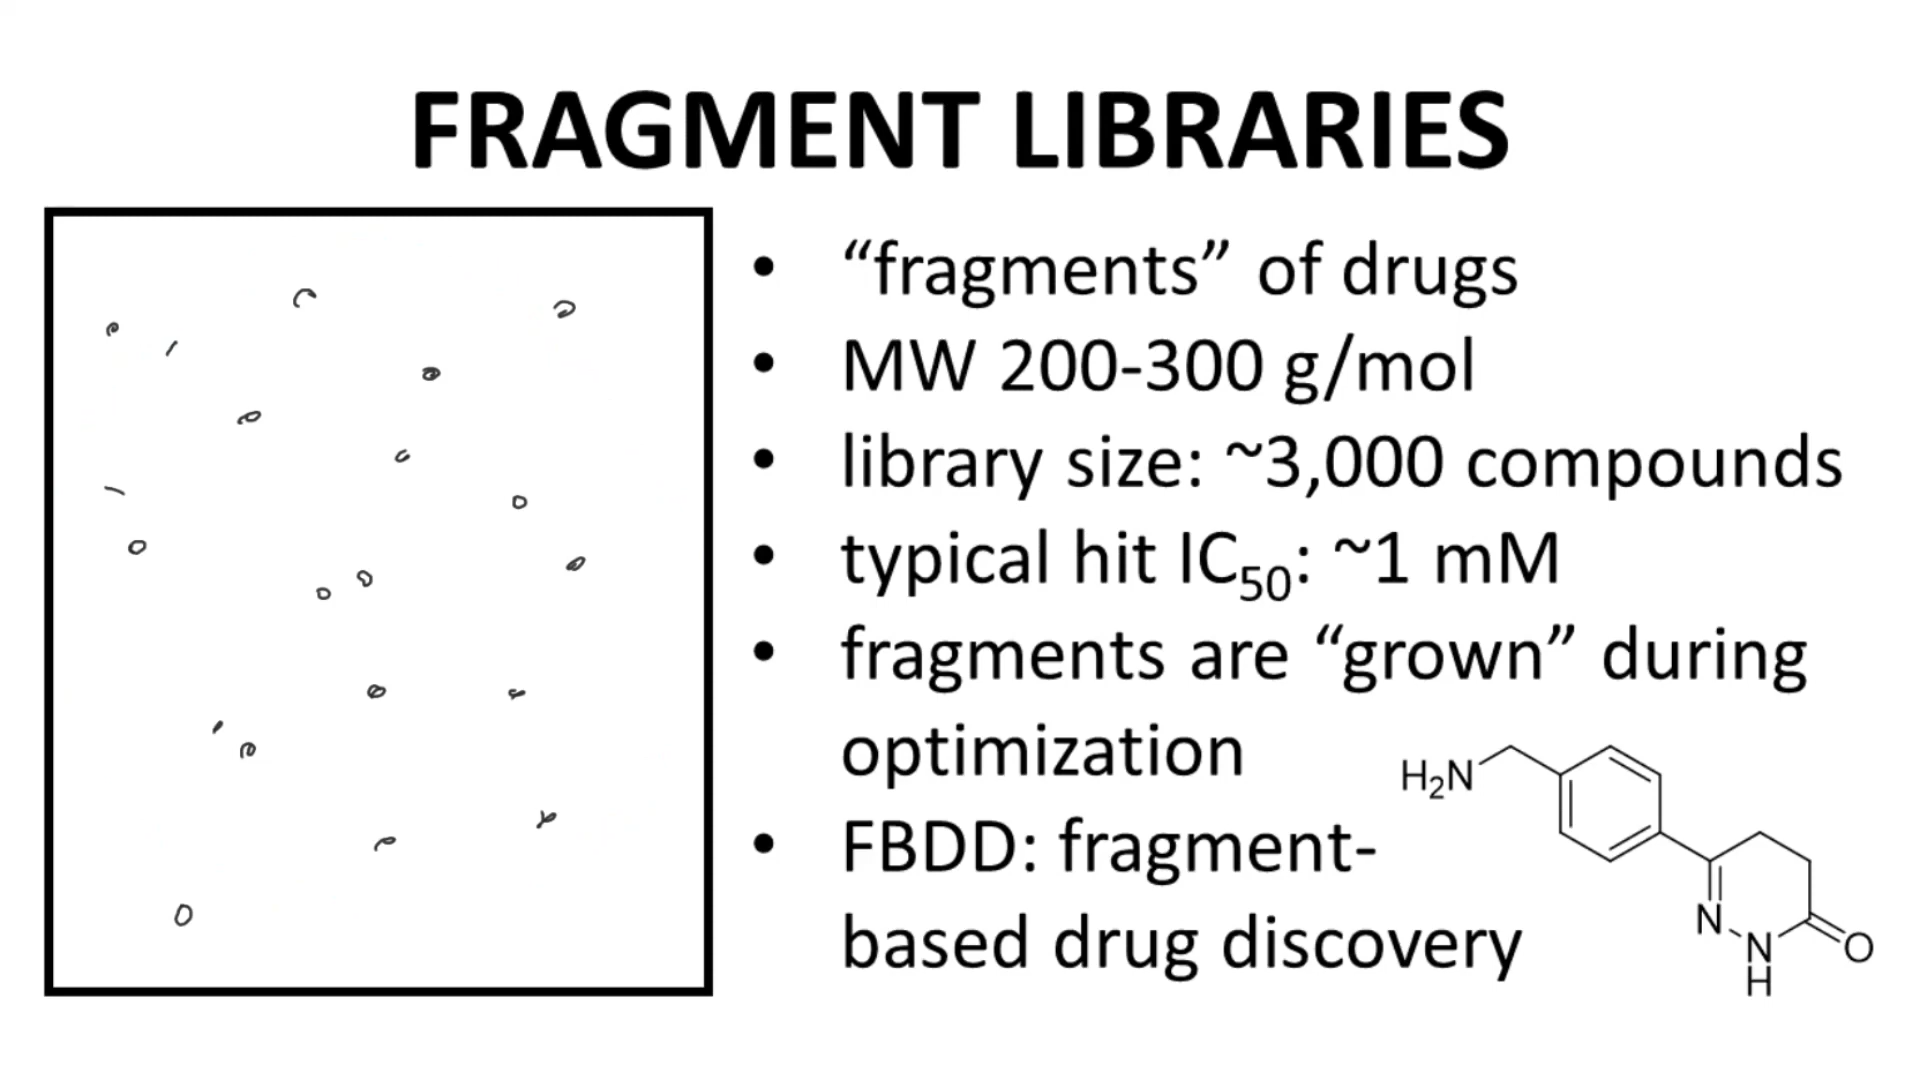 FRAGMENT LIBRARIES
• “fragments” of drugs
• MW 200-300 g/mol
• library size: ~3,000 compounds
• typical hit IC₅₀: ~1 mM
• fragments are “grown” during
optimization
• FBDD: fragment-
based drug discovery
H₂N
N
N
H
O